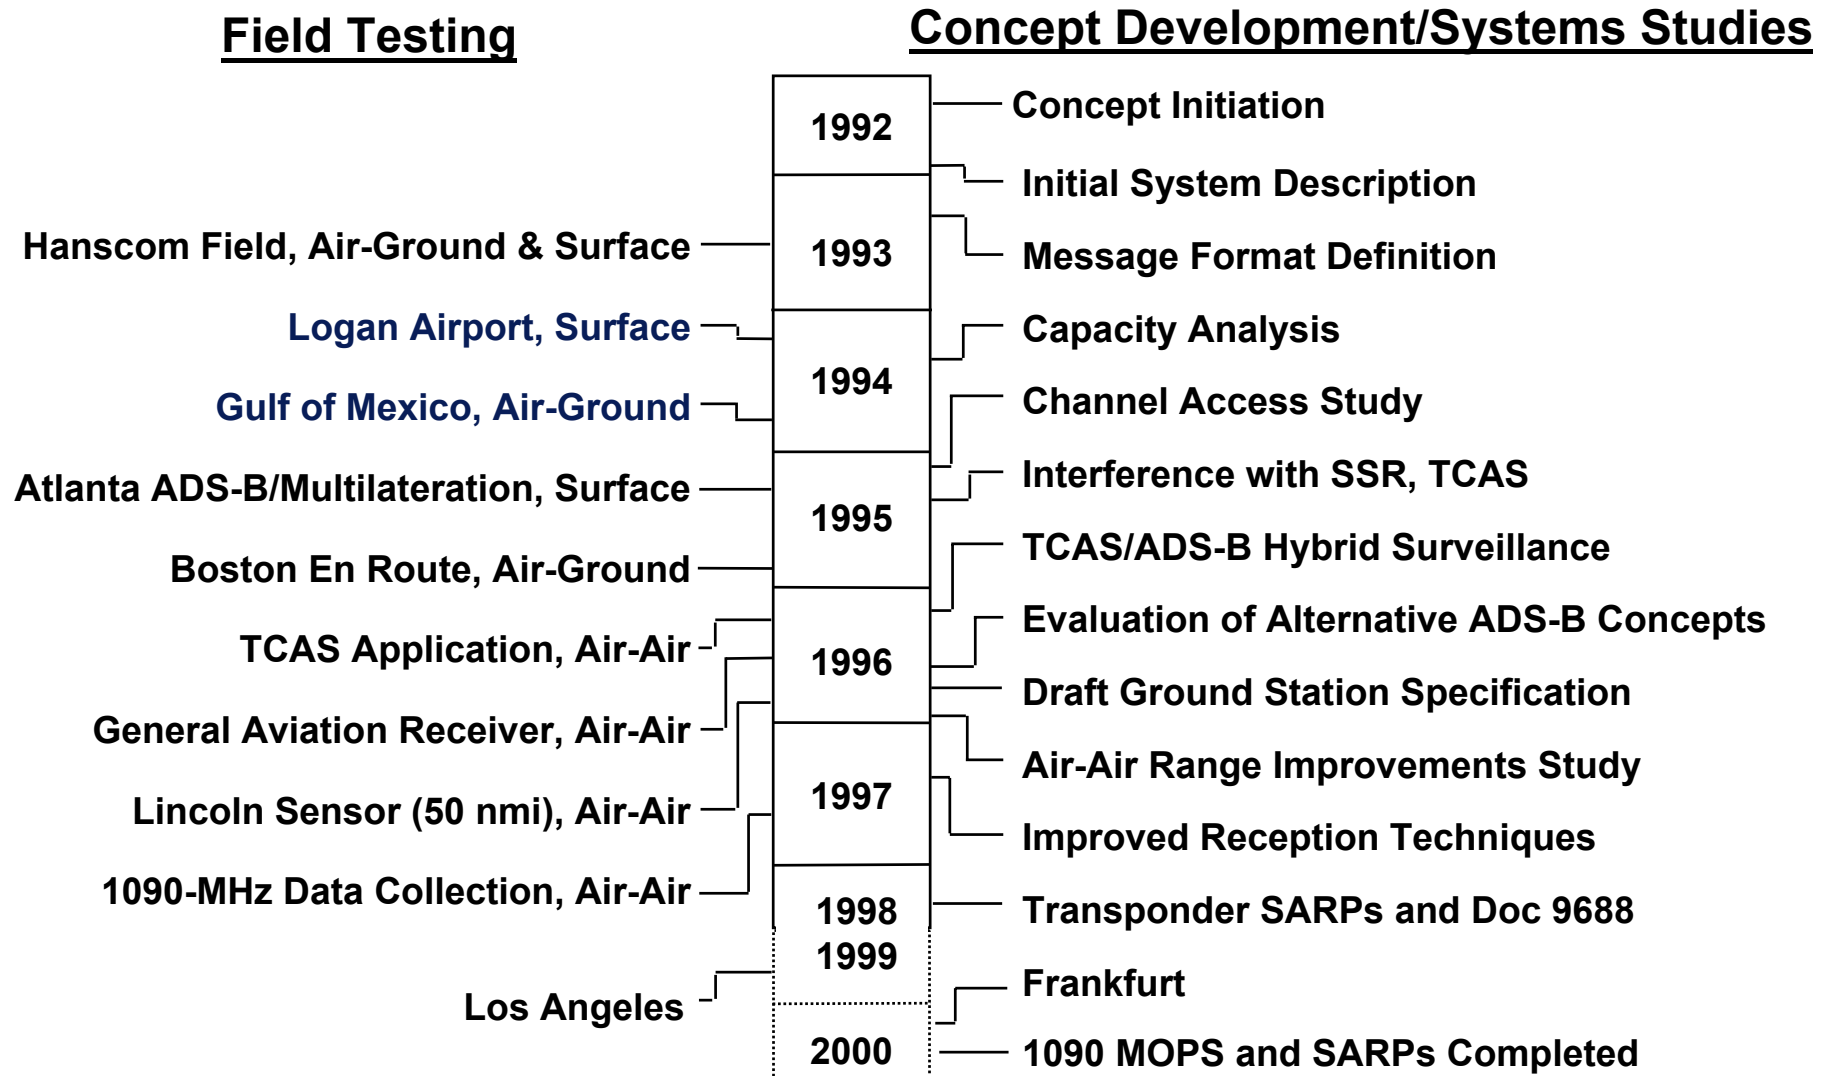 Field Testing
Concept Development/Systems Studies
1992
1993
1994
1995
1996
1997
1998
1999
2000
Hanscom Field, Air-Ground & Surface
Logan Airport, Surface
Gulf of Mexico, Air-Ground
Atlanta ADS-B/Multilateration, Surface
Boston En Route, Air-Ground
TCAS Application, Air-Air
General Aviation Receiver, Air-Air
Lincoln Sensor (50 nmi), Air-Air
1090-MHz Data Collection, Air-Air
Los Angeles
Concept Initiation
Initial System Description
Message Format Definition
Capacity Analysis
Channel Access Study
Interference with SSR, TCAS
TCAS/ADS-B Hybrid Surveillance
Evaluation of Alternative ADS-B Concepts
Draft Ground Station Specification
Air-Air Range Improvements Study
Improved Reception Techniques
Transponder SARPs and Doc 9688
Frankfurt
1090 MOPS and SARPs Completed